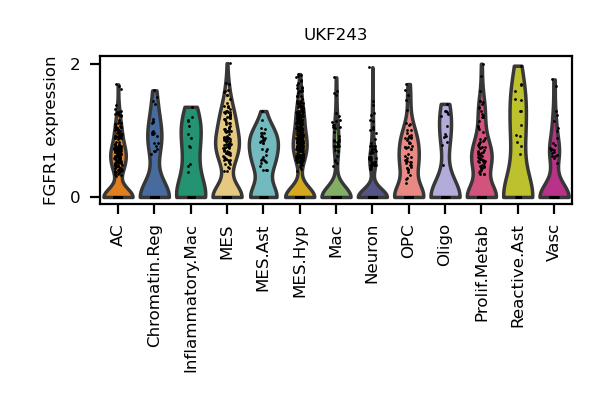 UKF243
FGFR1 expression
2
0
AC
Chromatin.Reg
Inflammatory.Mac
MES
MES.Ast
MES.Hyp
Mac
Neuron
OPC
Oligo
Prolif.Metab
Reactive.Ast
Vasc